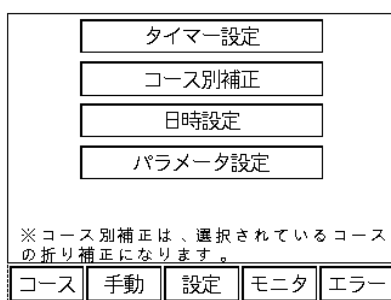 タイマー設定
コース別補正
日時設定
パラメータ設定
※コース別補正は、選択されているコース
の折り補正になります。
コース 手動 設定 モニタ エラー